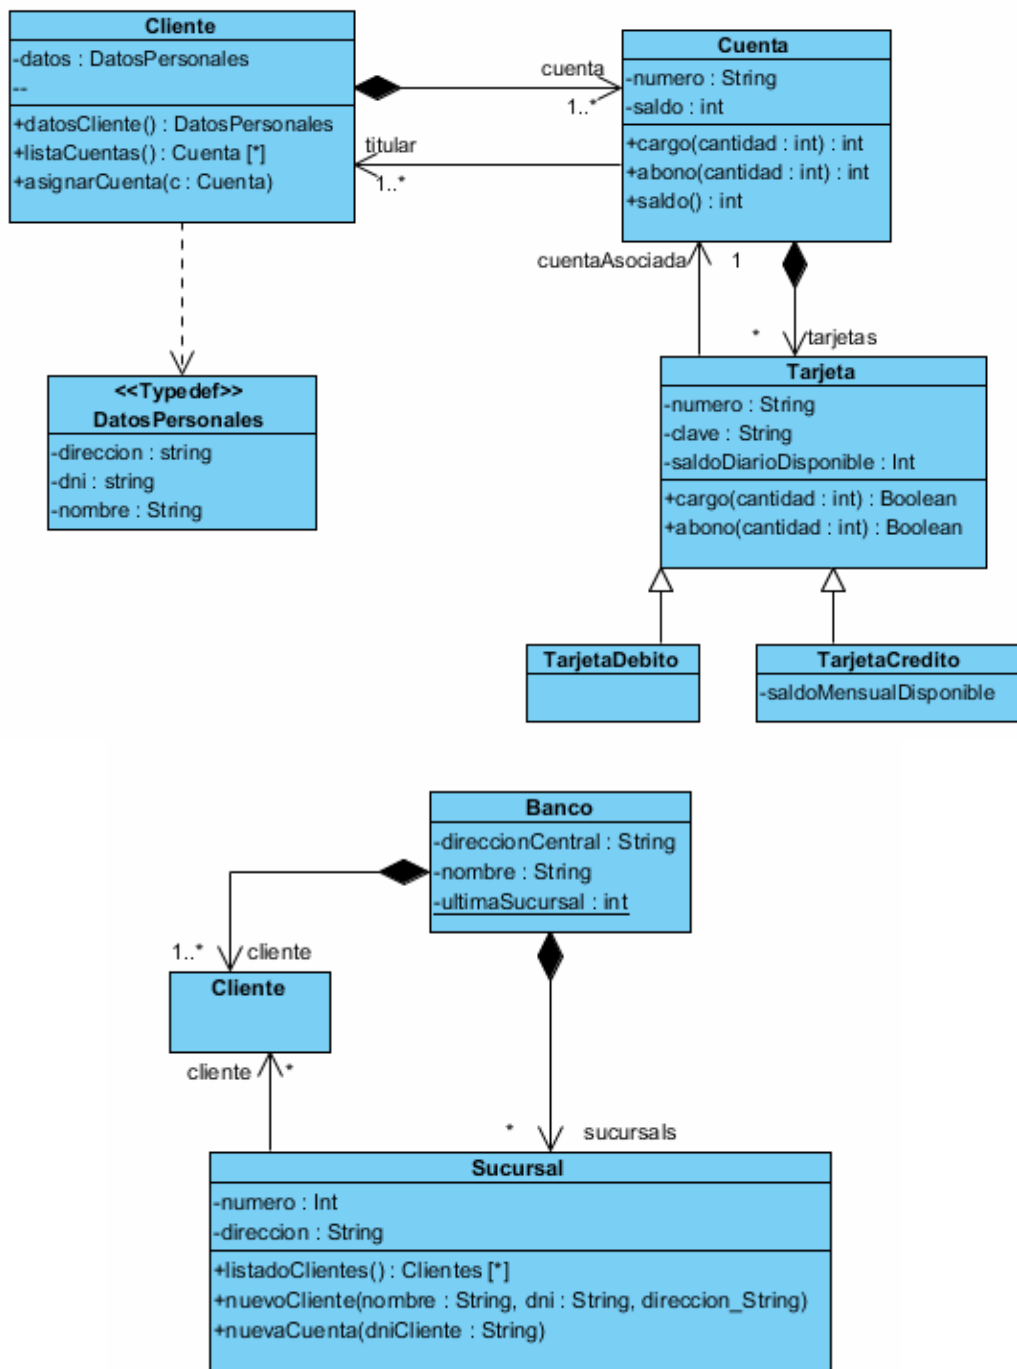 Cliente
-datos : DatosPersonales
--
+datosCliente() : DatosPersonales
+listaCuentas() : Cuenta [*]
+asignarCuenta(c : Cuenta)
cuenta
1..*
titular
1..*
Cuenta
-numero : String
-saldo : int
+cargo(cantidad : int) : int
+abono(cantidad : int) : int
+saldo() : int
cuentaAsociada
1
*
tarjetas
<<Typedef>>
DatosPersonales
-direccion : string
-dni : string
-nombre : String
Tarjeta
-numero : String
-clave : String
-saldoDiarioDisponible : Int
+cargo(cantidad : int) : Boolean
+abono(cantidad : int) : Boolean
TarjetaDebito
TarjetaCredito
-saldoMensualDisponible
Banco
-direccionCentral : String
-nombre : String
-ultimaSucursal : int
1..*
cliente
Cliente
cliente
*
*
sucursals
Sucursal
-numero : Int
-direccion : String
+listadoClientes() : Clientes [*]
+nuevoCliente(nombre : String, dni : String, direccion_String)
+nuevaCuenta(dniCliente : String)